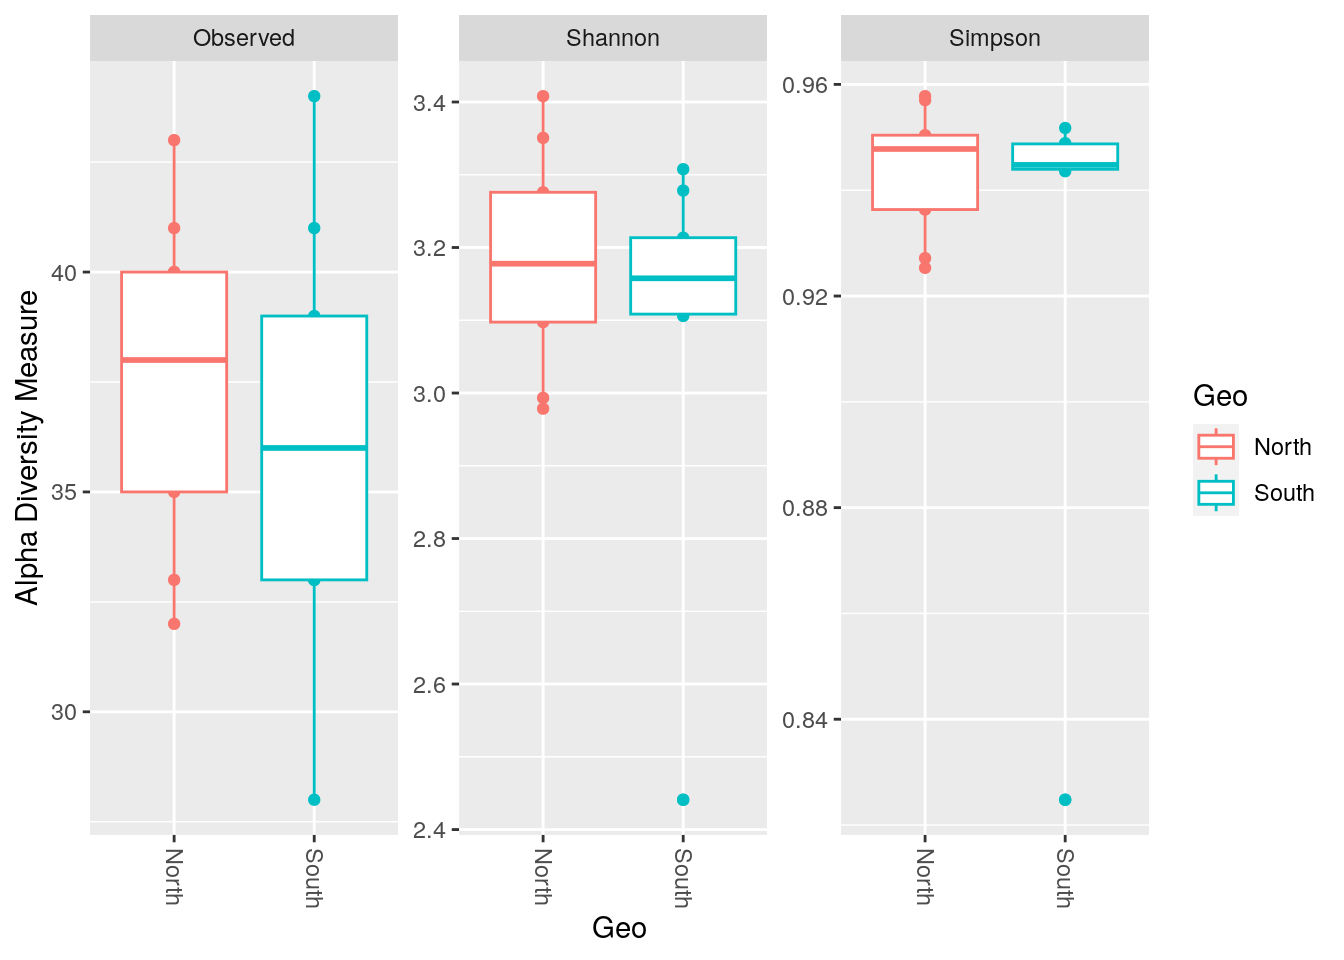 Observed
Shannon
Simpson
Alpha Diversity Measure
40
35
30
3.4
3.2
3.0
2.8
2.6
2.4
0.96
0.92
0.88
0.84
North
South
North
South
North
South
Geo
Geo
North
South